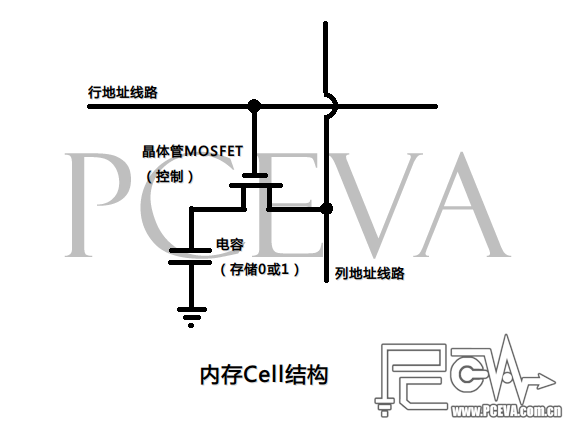 行地址线路
晶体管MOSFET
（控制）
PCEVA
电容
（存储0或1）
列地址线路
内存Cell结构
PCEVA
www.PCEVA.com.cn